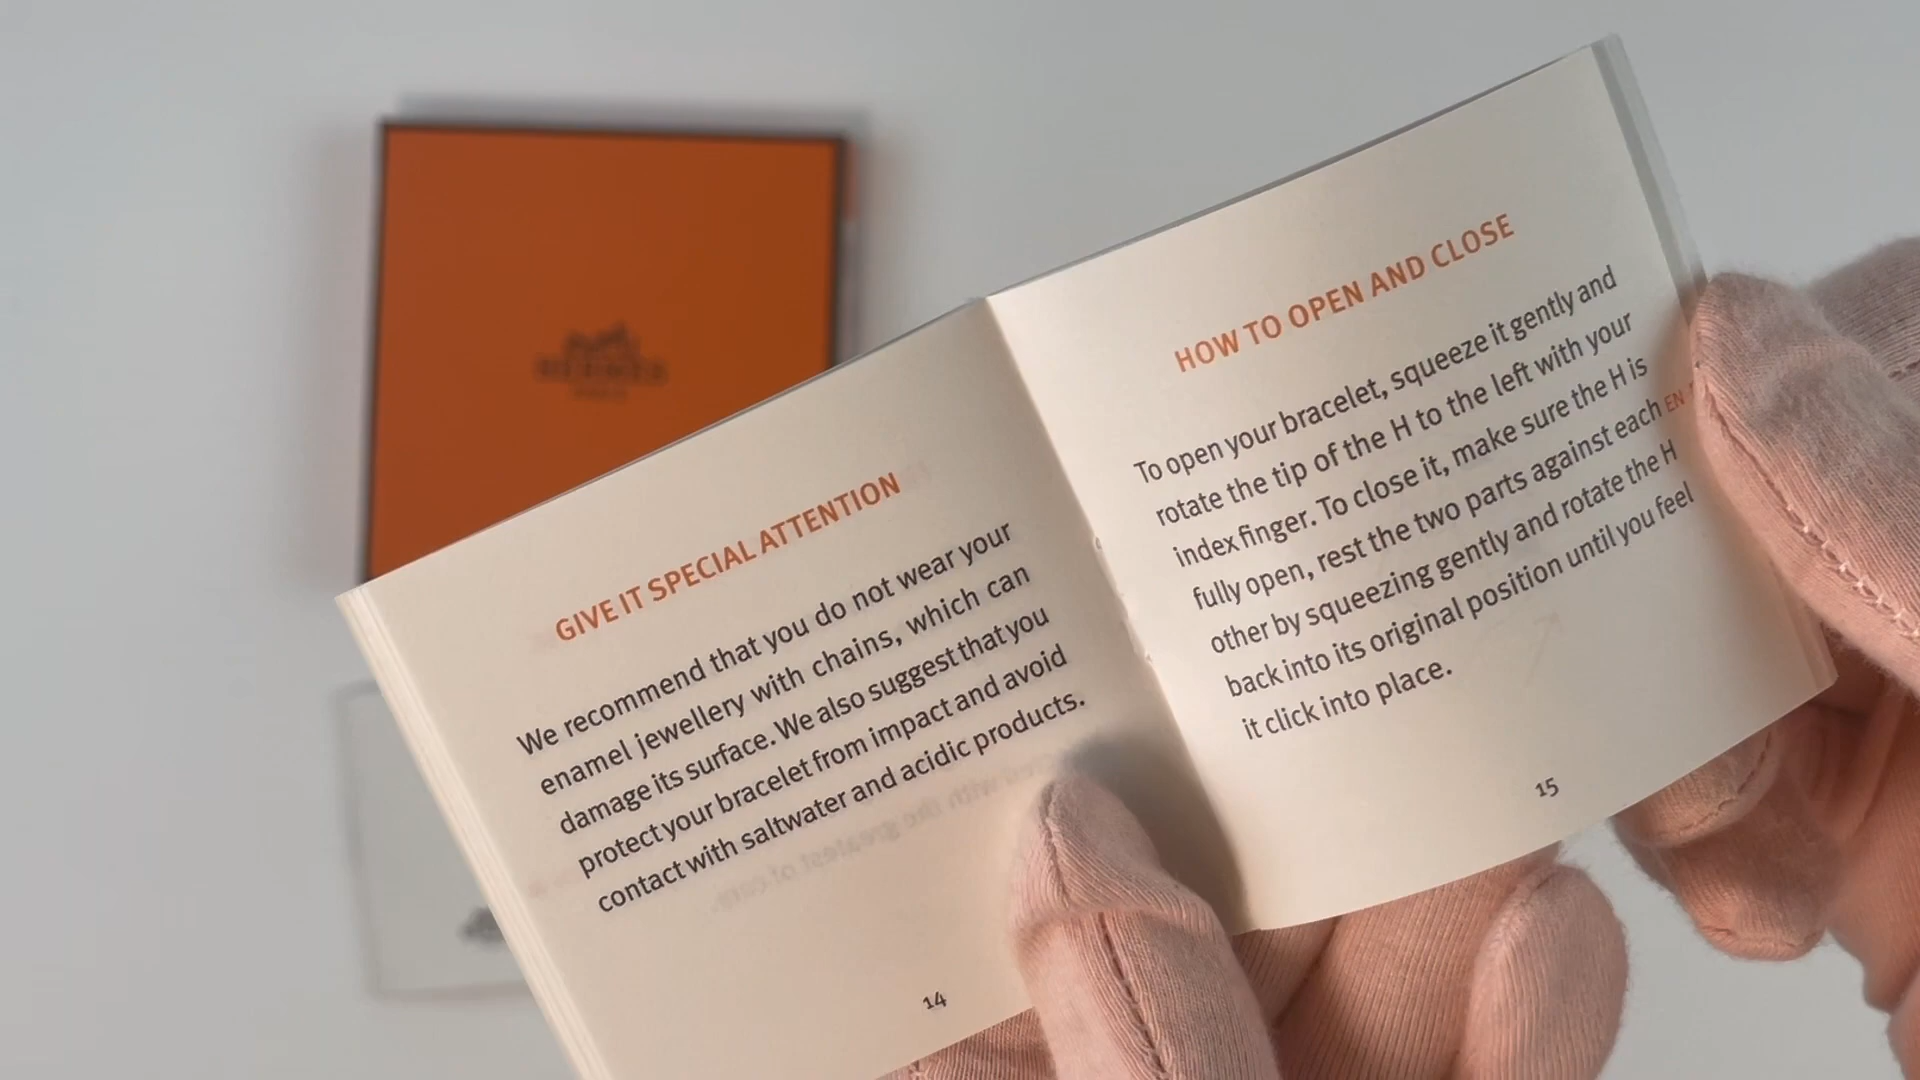 HERMES
GIVE IT SPECIAL ATTENTION
We recommend that you do not wear your
enamel jewellery with chains, which can
damage its surface. We also suggest that you
protect your bracelet from impact and avoid
contact with saltwater and acidic products.
14
HOW TO OPEN AND CLOSE
To open your bracelet, squeeze it gently and
rotate the tip of the H to the left with your
index finger. To close it, make sure the H is
fully open, rest the two parts against each
other by squeezing gently and rotate the H
back into its original position until you feel
it click into place.
EN
15